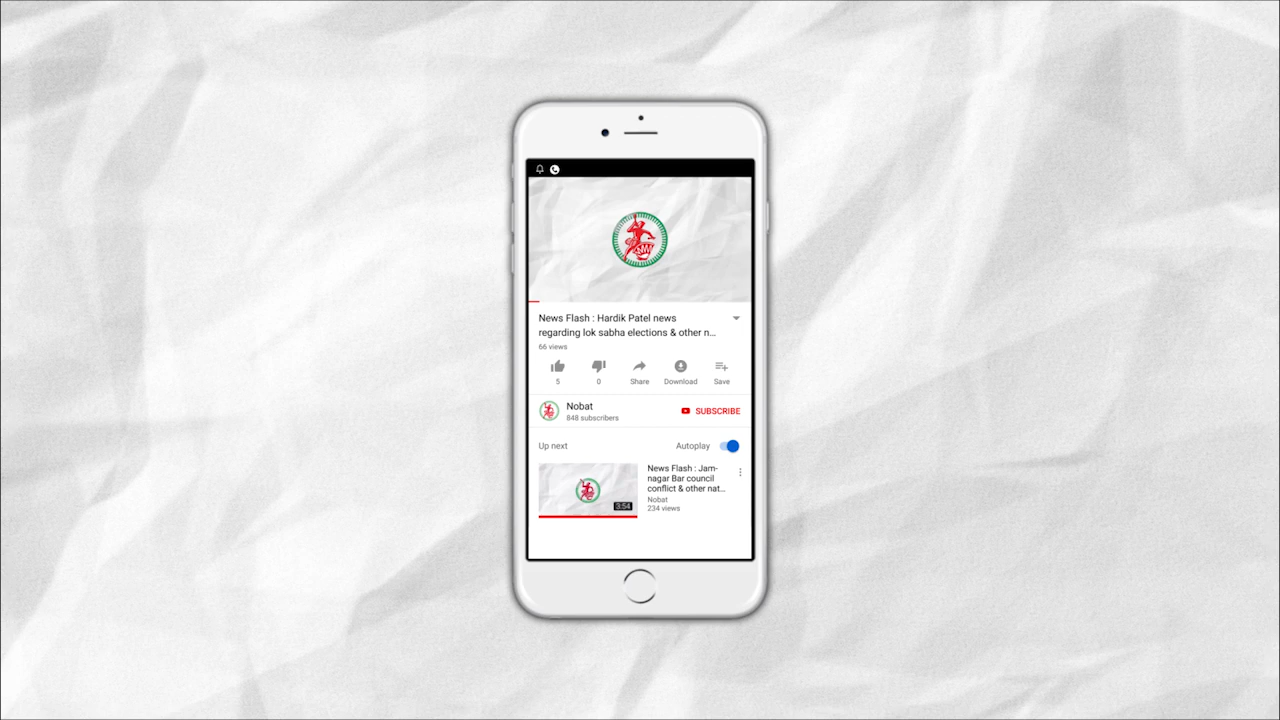 News Flash : Hardik Patel news
regarding lok sabha elections & other n...
66 views
5
0
Share
Download
Save
Nobat
848 subscribers
SUBSCRIBE
Up next
Autoplay
3:54
News Flash : Jam-
nagar Bar council
conflict & other nat...
Nobat
234 views